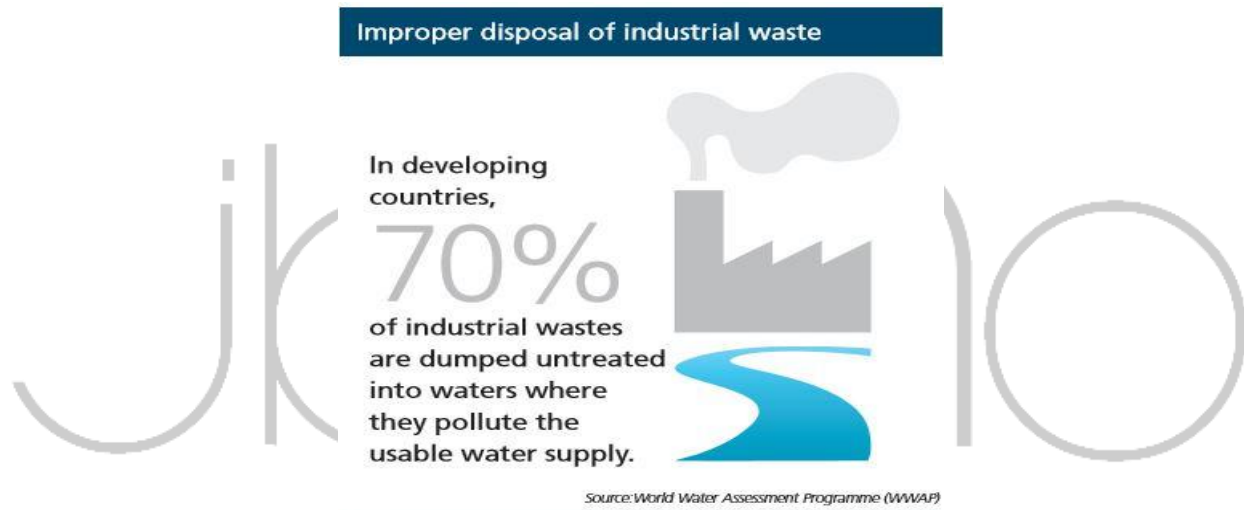 Improper disposal of industrial waste
In developing
countries,
70%
of industrial wastes
are dumped untreated
into waters where
they pollute the
usable water supply.
Source:World Water Assessment Programme (WWAP)